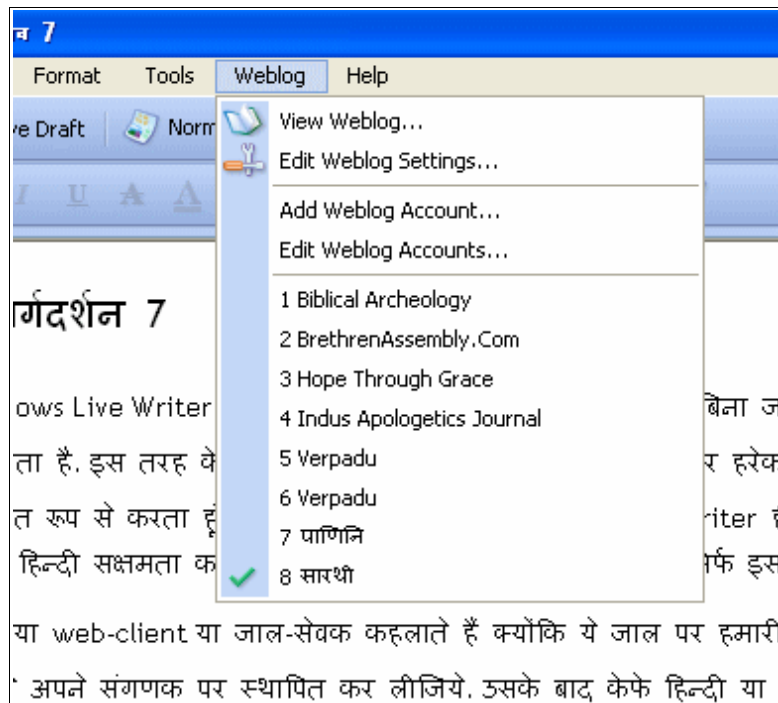 न 7
Format Tools Weblog Help
ve Draft Norm
View Weblog...
Edit Weblog Settings...
I U A A
Add Weblog Account...
Edit Weblog Accounts...
1 Biblical Archeology
र्गदर्शन 7
2 BrethrenAssembly.Com
3 Hope Through Grace
ows Live Writer बिना ज
4 Indus Apologetics Journal
ता है. इस तरह के र हरेक
5 Verpadu
6 Verpadu
त रूप से करता हूं riter ह
7 पाणिनि
हिन्दी सक्षमता क र्फ इस
8 सारथी
या web-client या जाल-सेवक कहलाते हैं क्योंकि ये जाल पर हमारी
अपने संगणक पर स्थापित कर लीजिये. उसके बाद केफे हिन्दी या